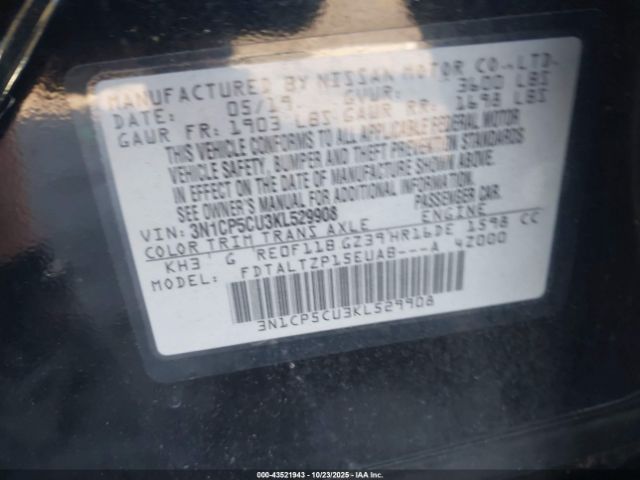 MANUFACTURED BY NISSAN MOTOR CO.,LTD.
DATE: 05/19 GVWR: 3600 LBS
GAWR FR: 1903 LBS GAWR RR: 1698 LBS
THIS VEHICLE CONFORMS TO ALL APPLICABLE FEDERAL MOTOR
VEHICLE SAFETY, BUMPER AND THEFT PREVENTION STANDARDS
IN EFFECT ON THE DATE OF MANUFACTURE SHOWN ABOVE.
SEE OWNER'S MANUAL FOR ADDITIONAL INFORMATION.
VIN: 3N1CP5CU3KL529908 PASSENGER CAR.
COLOR TRIM TRANS AXLE ENGINE
KH3 G RE0F11B GZ39 HR16DE 1598 CC
MODEL: FDTALTZP15EUA8---A 42000
3N1CP5CU3KL529908
000-43521943 | 10/23/2025 | IAAI.COM